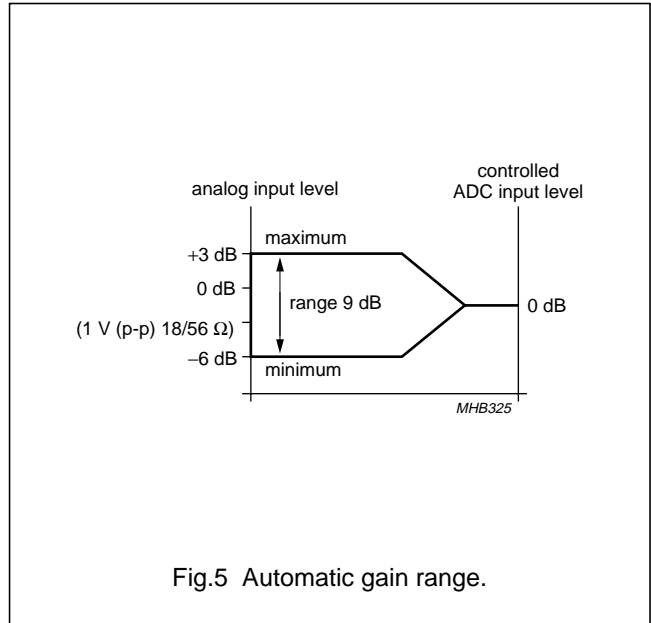 analog input level
controlled
ADC input level
+3 dB
maximum
0 dB
range 9 dB
0 dB
(1 V (p-p) 18/56 Ω)
−6 dB
minimum
MHB325
Fig.5 Automatic gain range.